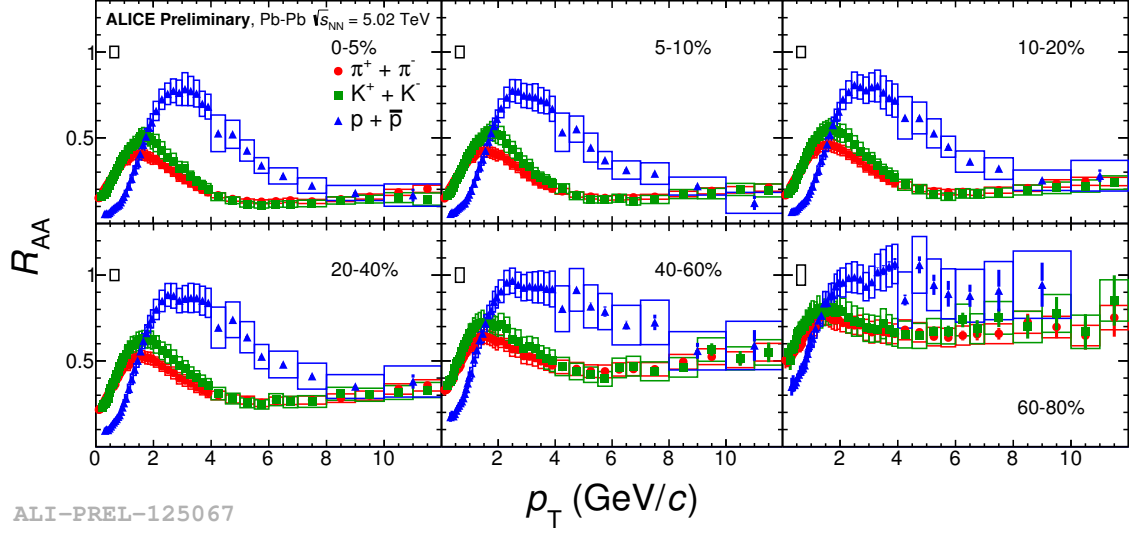 ALICE Preliminary, Pb-Pb √s_NN = 5.02 TeV
0-5%
π⁺ + π⁻
K⁺ + K⁻
p + p̄
5-10%
10-20%
1
0.5
R_AA
20-40%
40-60%
60-80%
1
0.5
0 2 4 6 8 10
2 4 6 8 10
2 4 6 8 10
p_T (GeV/c)
ALI-PREL-125067